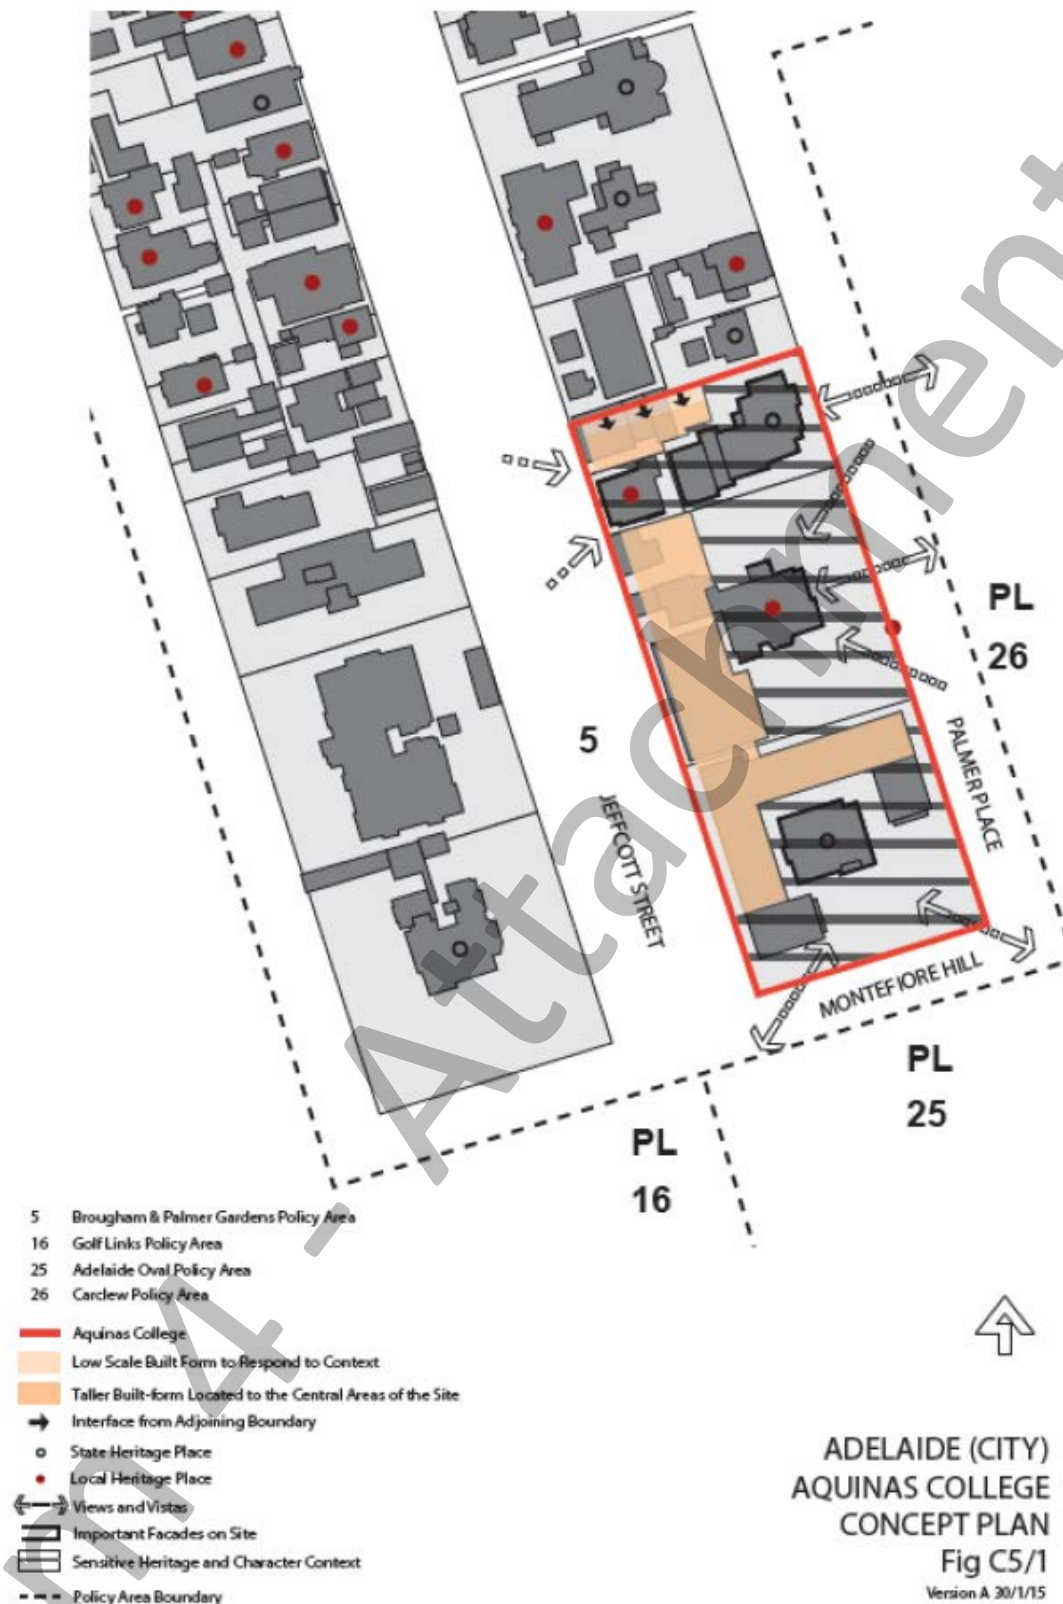 PL
26
5
PALMER PLACE
JEFFCOTT STREET
MONTEFIORE HILL
PL
25
PL
16
5 Brougham & Palmer Gardens Policy Area
16 Golf Links Policy Area
25 Adelaide Oval Policy Area
26 Carclew Policy Area
Aquinas College
Low Scale Built Form to Respond to Context
Taller Built-form Located to the Central Areas of the Site
Interface from Adjoining Boundary
State Heritage Place
Local Heritage Place
Views and Vistas
Important Facades on Site
Sensitive Heritage and Character Context
Policy Area Boundary
ADELAIDE (CITY)
AQUINAS COLLEGE
CONCEPT PLAN
Fig C5/1
Version A 30/1/15
m 4 - Attachment